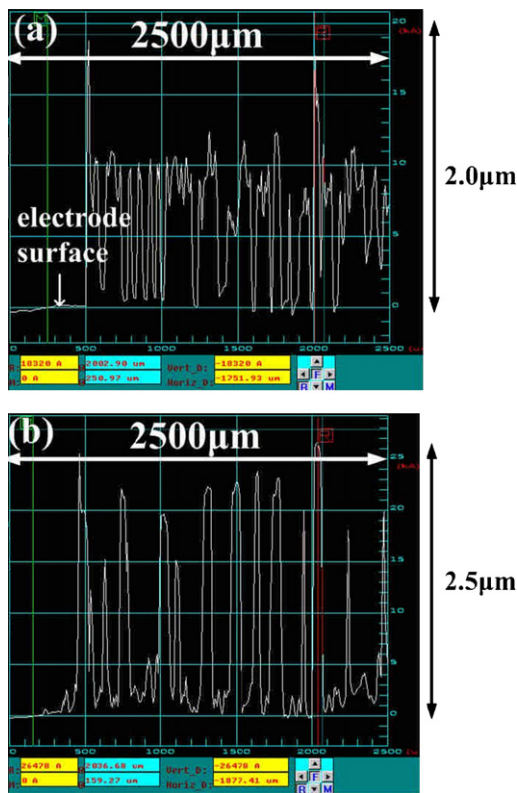 (a)
M
R
20
(kA)
2500μm
15
10
2.0μm
electrode
surface
5
0
0 500 1000 1500 2000 2500
R: 18320 A 2002.90 um Vert_D: -18320 A
M: 0 A 250.97 um Horiz_D: -1751.93 um
F
R M
(b)
R
2500μm
25
(kA)
20
15
2.5μm
10
5
0
0 500 1000 1500 2000 2500
R: 26478 A 2036.68 um Vert_D: -26478 A
M: 0 A 159.27 um Horiz_D: -1877.41 um
F
R M